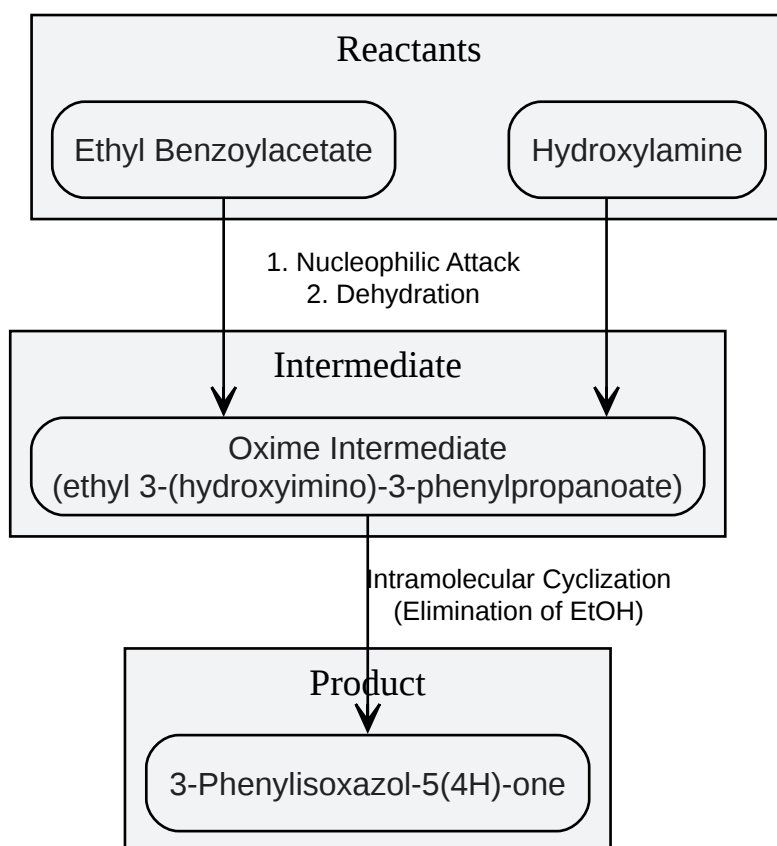 Reactants
Ethyl Benzoylacetate
Hydroxylamine
1. Nucleophilic Attack
2. Dehydration
Intermediate
Oxime Intermediate
(ethyl 3-(hydroxyimino)-3-phenylpropanoate)
Intramolecular Cyclization
(Elimination of EtOH)
Product
3-Phenylisoxazol-5(4H)-one